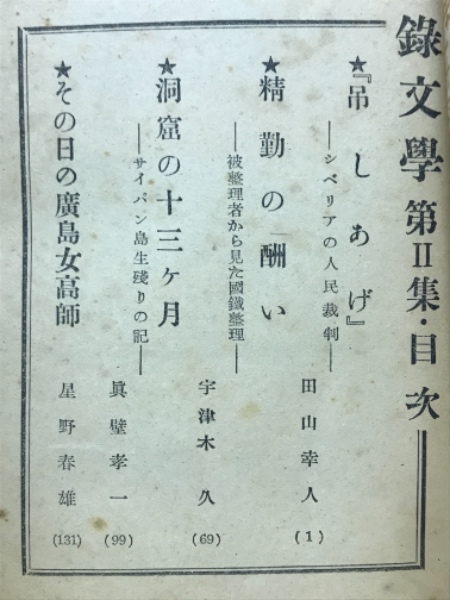 錄文學 第Ⅱ集・目次
★『吊しあげ』
――シベリアの人民裁判――
田山幸人 (1)
★精勤の酬い
――被整理者から見た國鐵整理――
宇津木久 (69)
★洞窟の十三ケ月
――サイパン島生殘りの記――
眞壁孝一 (99)
★その日の廣島女高師
星野春雄 (131)